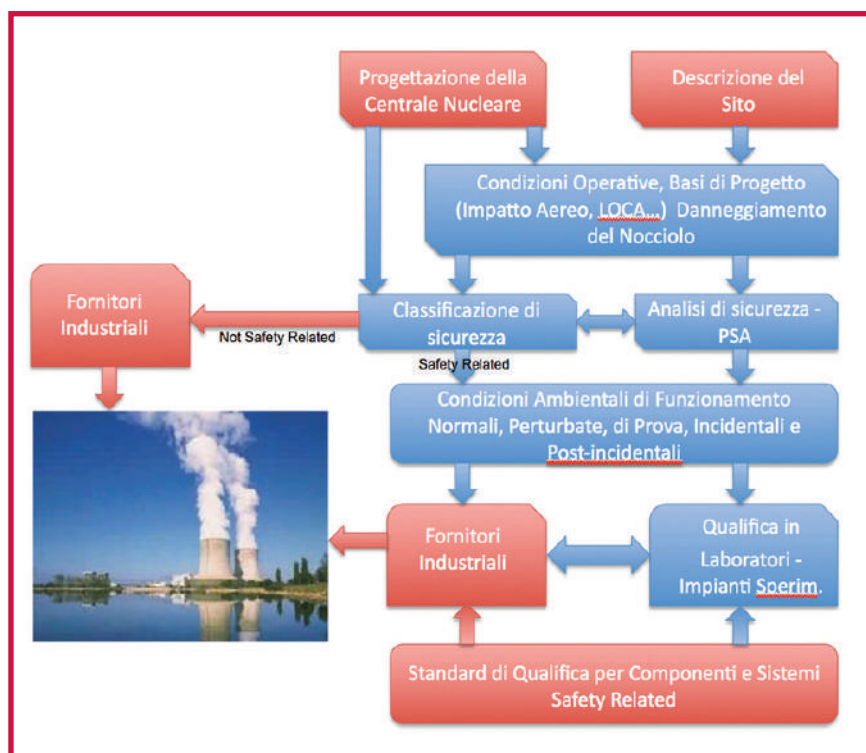 Progettazione della
Centrale Nucleare
Descrizione del
Sito
Condizioni Operative, Basi di Progetto
(Impatto Aereo, LOCA...) Danneggiamento
del Nocciolo
Fornitori
Industriali
Not Safety Related
Classificazione di
sicurezza
Analisi di sicurezza -
PSA
Safety Related
Condizioni Ambientali di Funzionamento
Normali, Perturbate, di Prova, Incidentali e
Post-incidentali
Fornitori
Industriali
Qualifica in
Laboratori -
Impianti Sperim.
Standard di Qualifica per Componenti e Sistemi
Safety Related